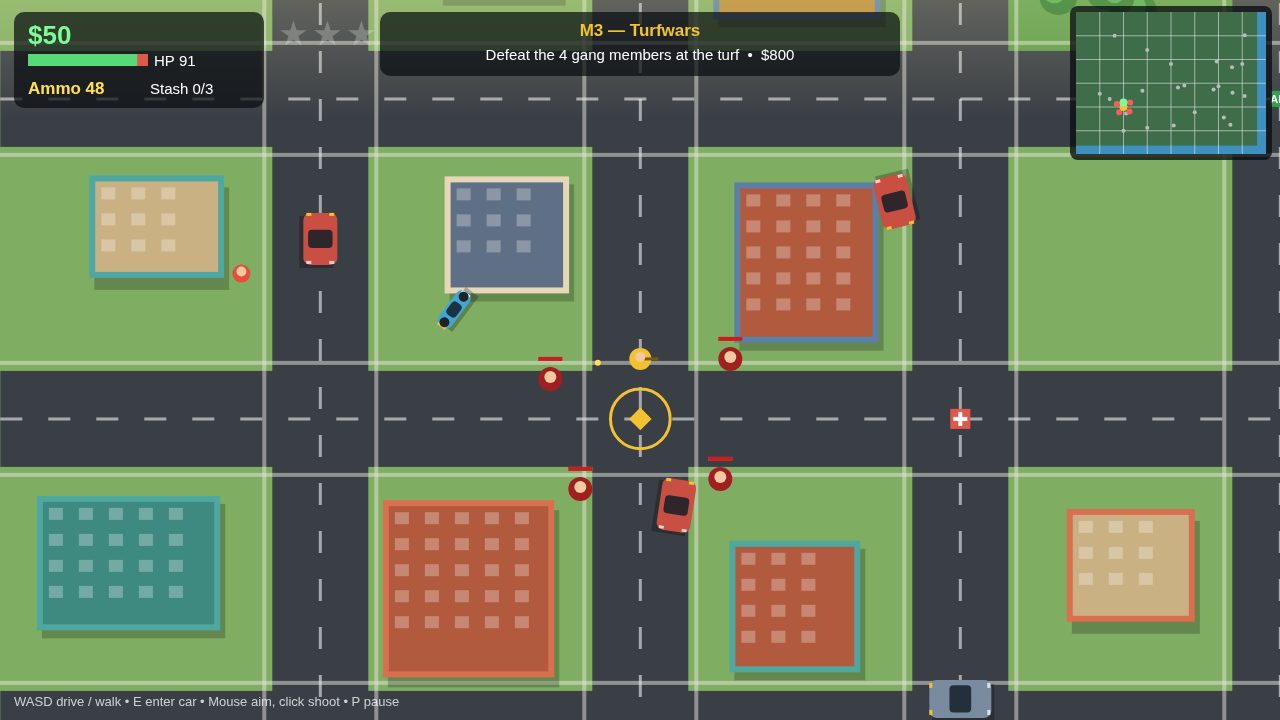 $50
HP 91
Ammo 48 Stash 0/3
M3 — Turfwars
Defeat the 4 gang members at the turf • $800
WASD drive / walk • E enter car • Mouse aim, click shoot • P pause